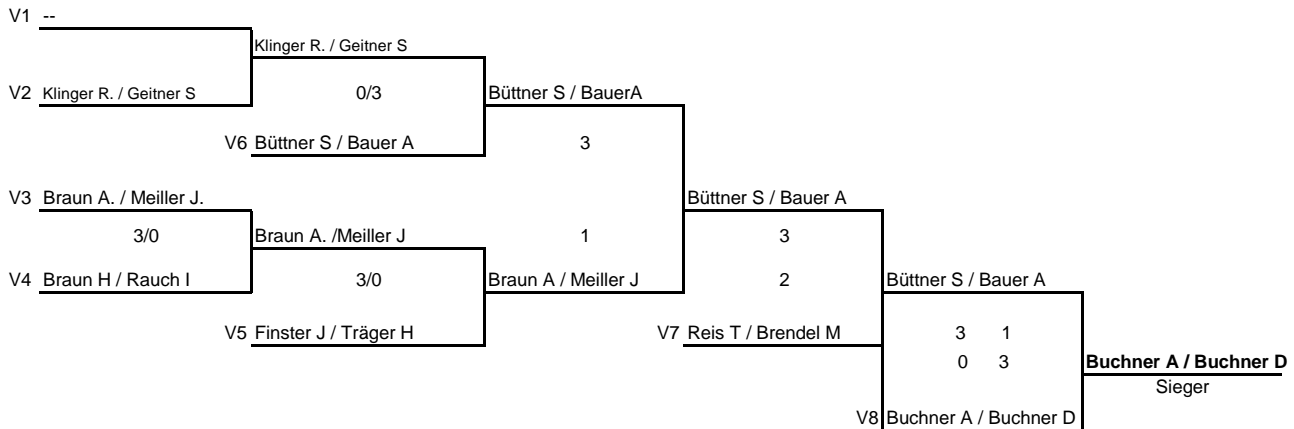 V1 --
Klinger R. / Geitner S
V2 Klinger R. / Geitner S 0/3 Büttner S / BauerA
V6 Büttner S / Bauer A 3
V3 Braun A. / Meiller J. Büttner S / Bauer A
3/0 Braun A. /Meiller J 1 3
V4 Braun H / Rauch I 3/0 Braun A / Meiller J 2 Büttner S / Bauer A
V5 Finster J / Träger H V7 Reis T / Brendel M 3 1
0 3 Buchner A / Buchner D
Sieger
V8 Buchner A / Buchner D